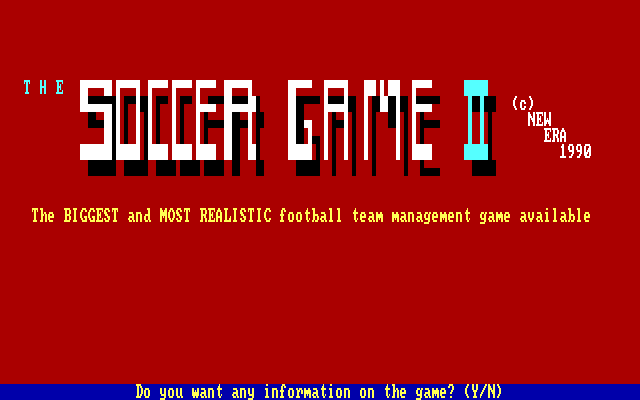 THE SOCCER GAME II
(c)
NEW
ERA
1990
The BIGGEST and MOST REALISTIC football team management game available
Do you want any information on the game? (Y/N)